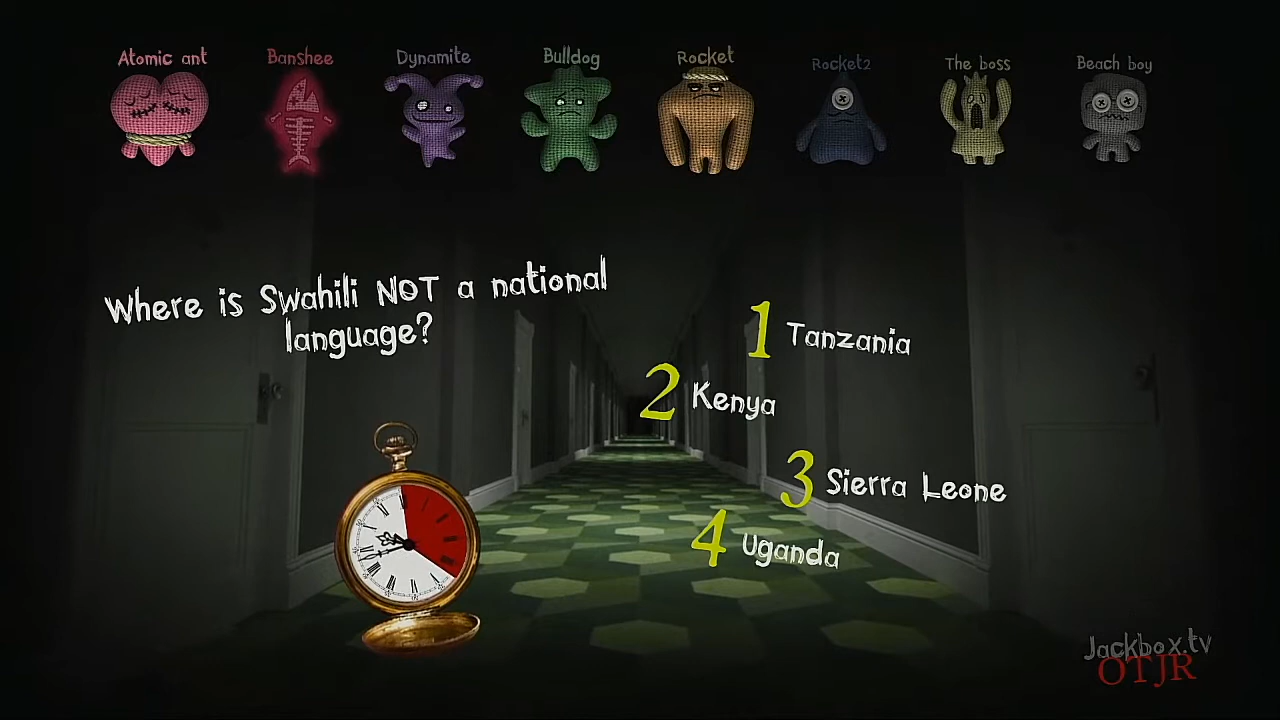 Atomic ant
Banshee
Dynamite
Bulldog
Rocket
Rocket2
The boss
Beach boy
Where is Swahili NOT a national
language?
1 Tanzania
2 Kenya
3 Sierra Leone
4 Uganda
Jackbox.tv
OTJR